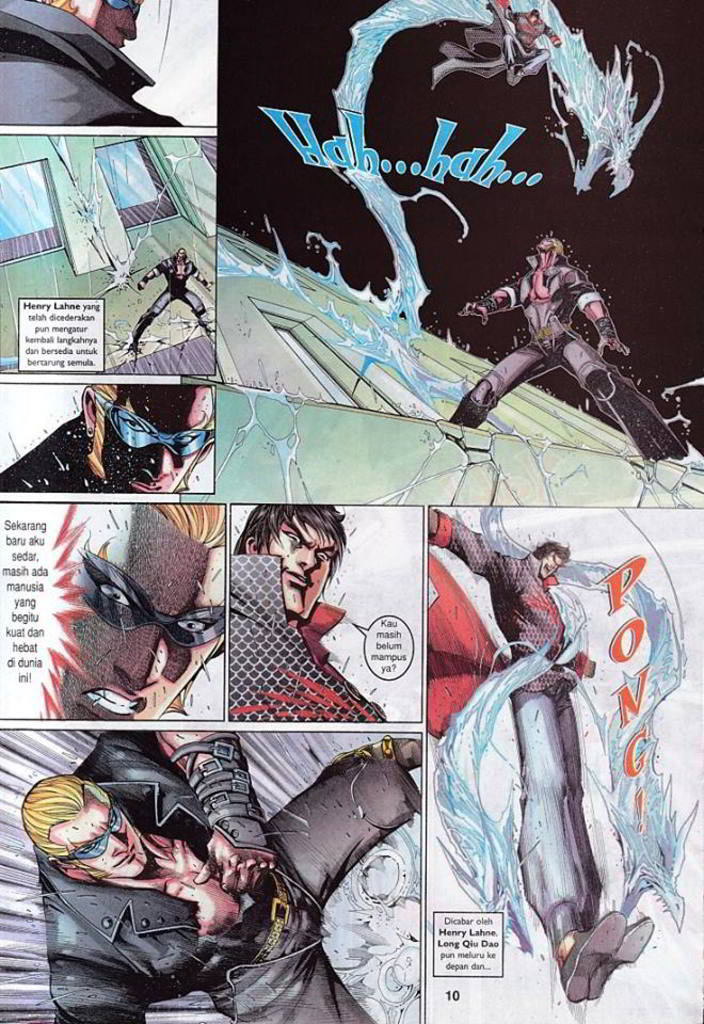 Hah...hah...
Henry Lahne yang
telah dicederakan
pun mengatur
kembali langkahnya
dan bersedia untuk
bertarung semula.
Sekarang
baru aku
sedar,
masih ada
manusia
yang
begitu
kuat dan
hebat
di dunia
ini!
Kau
masih
belum
mampus
ya?
PONG!
Dicabar oleh
Henry Lahne,
Long Qiu Dao
pun meluru ke
depan dan...
10